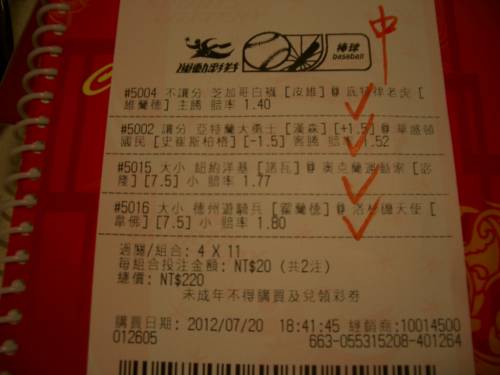 中
運動彩券
棒球
baseball
#5004 不讓分 芝加哥白襪 [皮維] @ 底特律老虎
[維蘭德] 主勝 賠率 1.40
#5002 讓分 亞特蘭大勇士 [漢森] [+1.5] @ 華盛頓
國民 [史崔斯柏格] [-1.5] 客勝 賠率 1.52
#5015 大小 紐約洋基 [諾瓦] @ 奧克蘭運動家
[7.5] 小 賠率 1.77
#5016 大小 德州遊騎兵 [霍蘭德] @ 洛杉磯天使 [
韋佛] [7.5] 小 賠率 1.80
過關/組合: 4 X 11
每組合投注金額: NT$20 (共2注)
總價: NT$220
未成年不得購買及兌領彩券
購買日期: 2012/07/20 18:41:45 經銷商:10014500
012605 663-055315208-401264